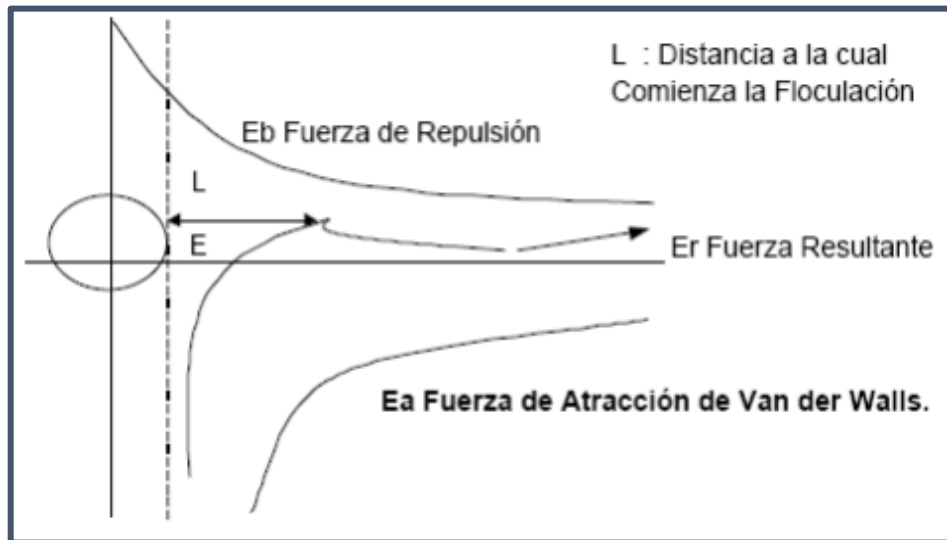 L : Distancia a la cual
Comienza la Floculación
Eb Fuerza de Repulsión
L
E
Er Fuerza Resultante
Ea Fuerza de Atracción de Van der Walls.